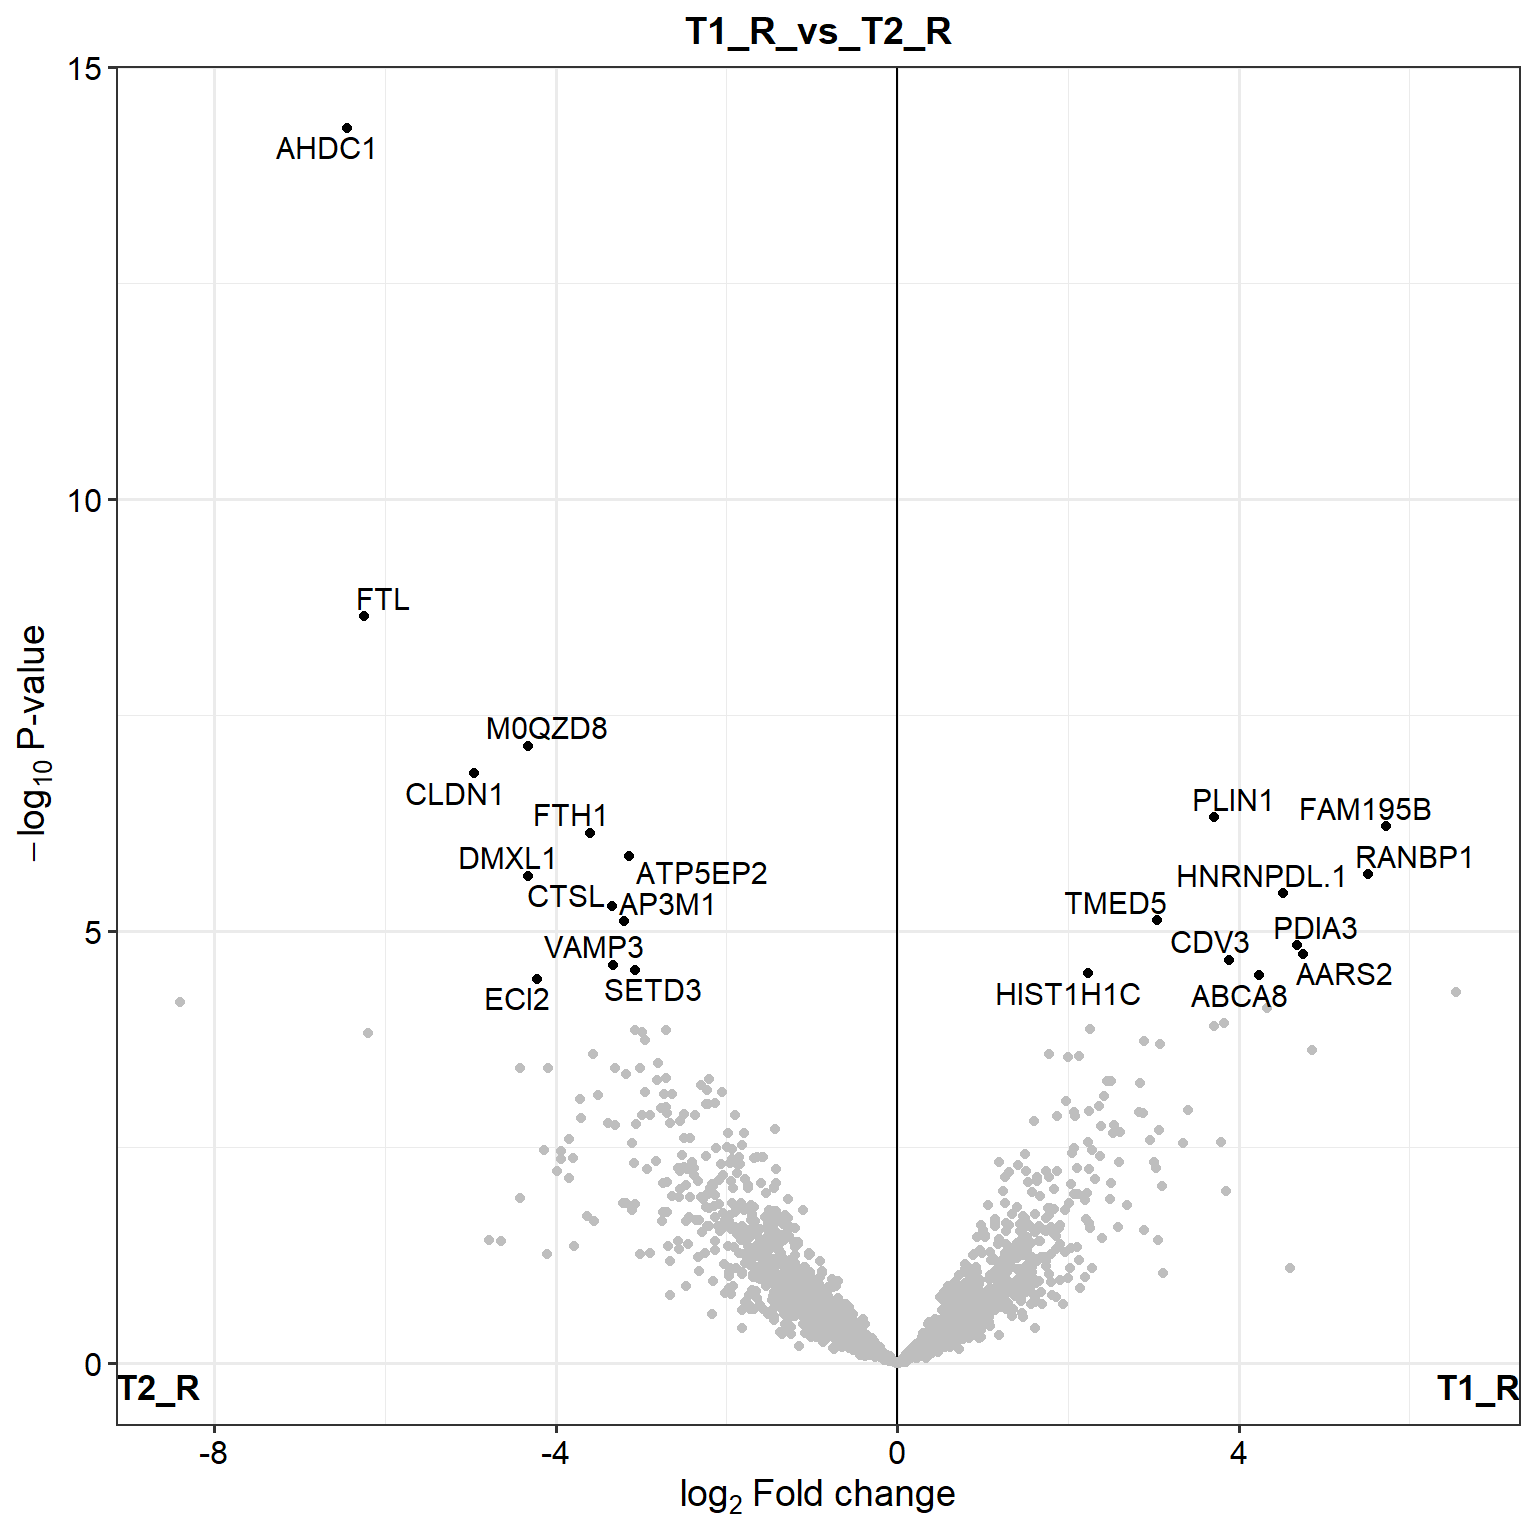 T1_R_vs_T2_R
15
AHDC1
10
FTL
M0QZD8
CLDN1
PLIN1
FAM195B
FTH1
DMXL1
RANBP1
ATP5EP2
HNRNPDL.1
CTSL
AP3M1
TMED5
5
PDIA3
CDV3
VAMP3
AARS2
SETD3
HIST1H1C
ABCA8
ECI2
0
T2_R
T1_R
-8
-4
0
4
log2 Fold change
−log10 P-value